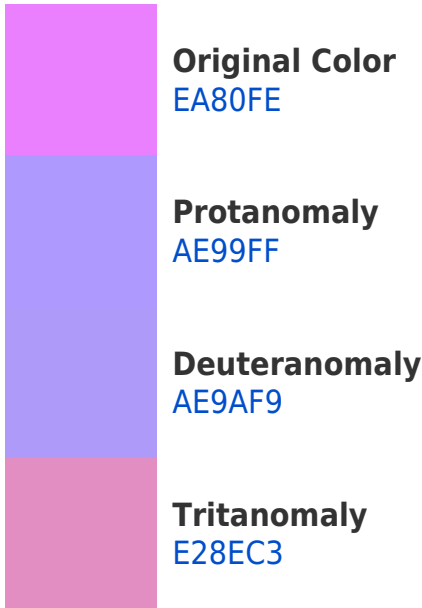 Original Color
EA80FE
Protanomaly
AE99FF
Deuteranomaly
AE9AF9
Tritanomaly
E28EC3